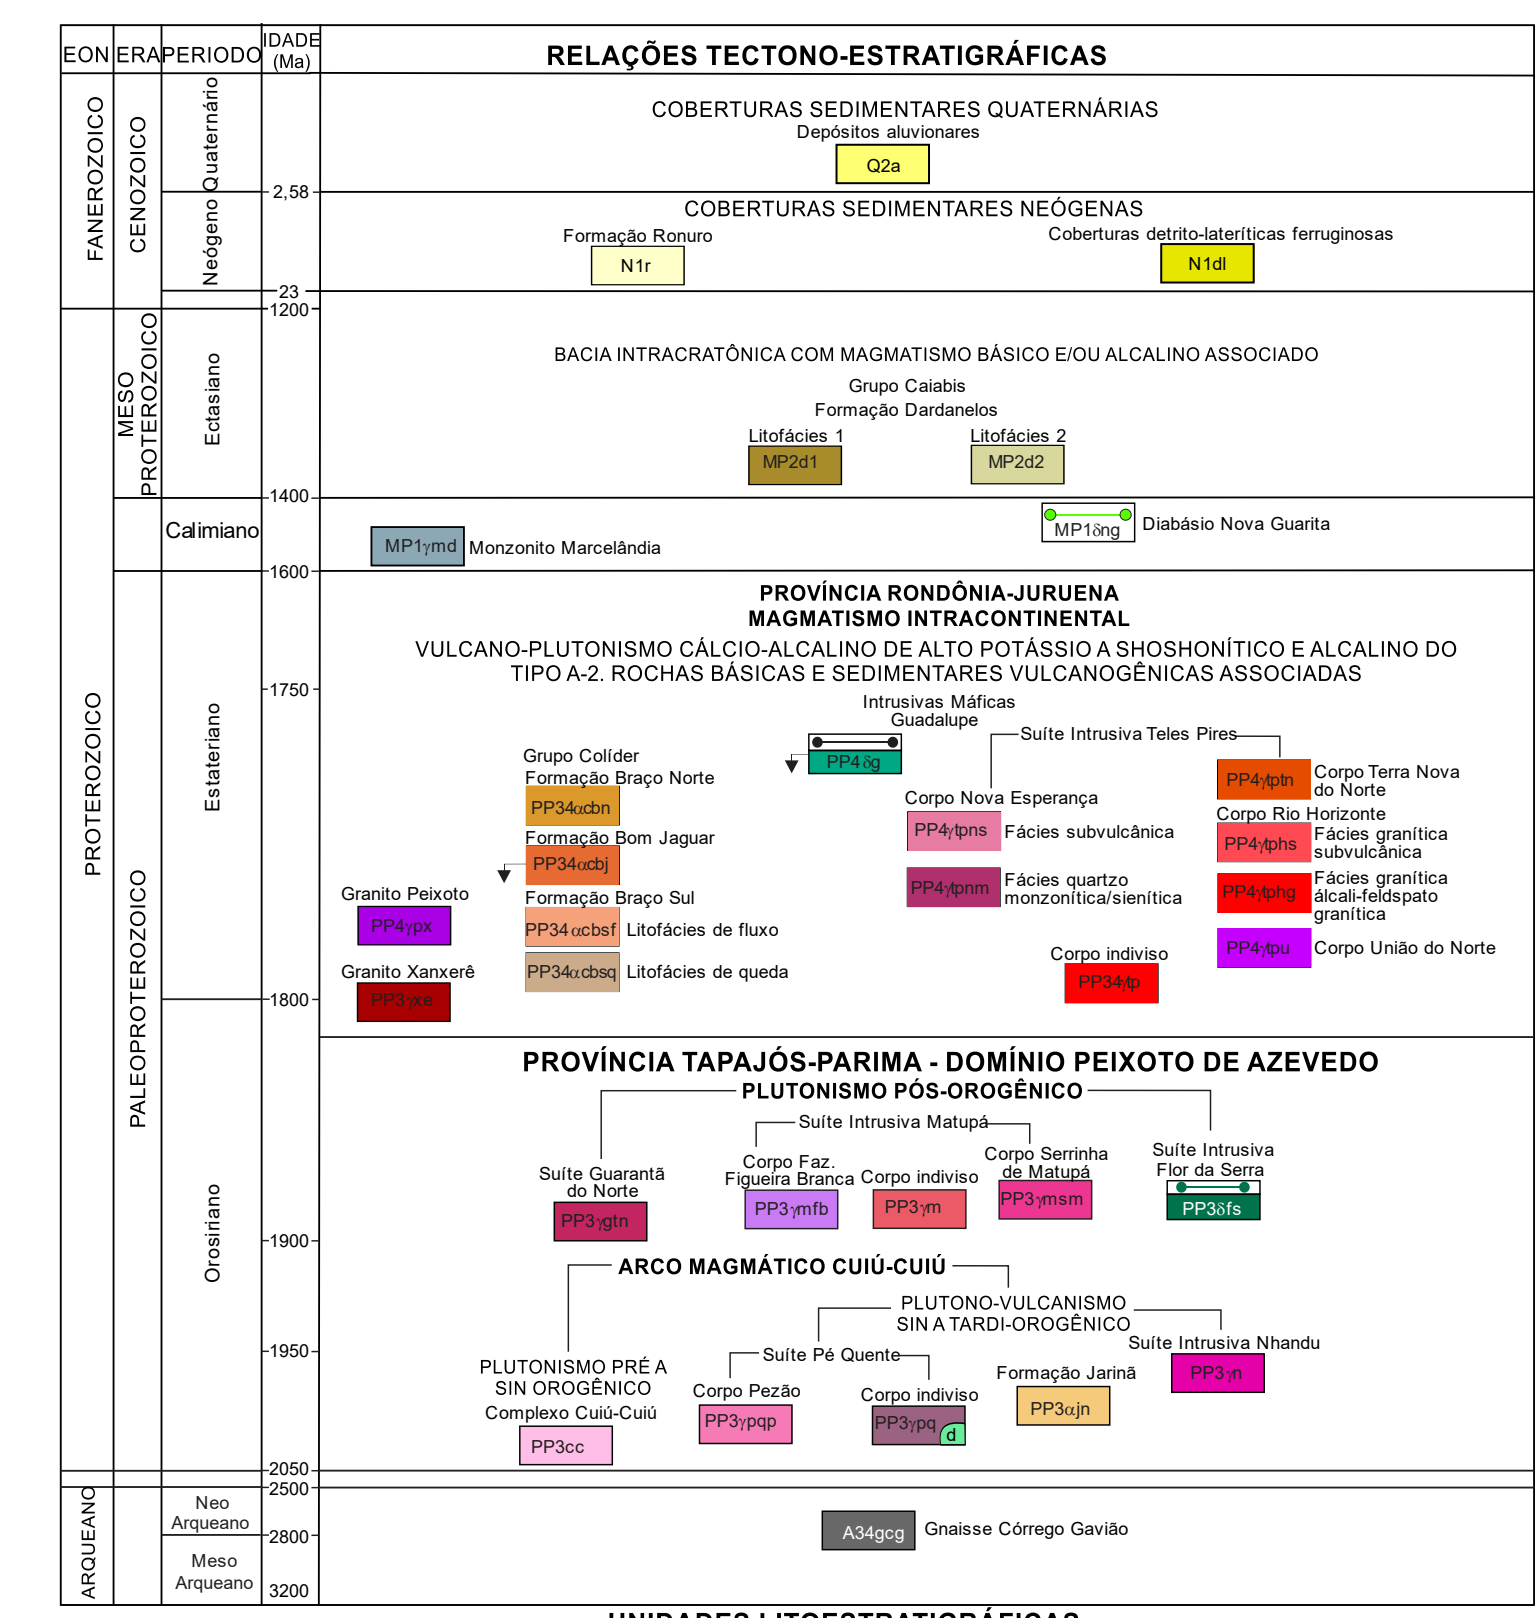 EON ERA PERIODO IDADE (Ma)
RELAÇÕES TECTONO-ESTRATIGRÁFICAS
FANEROZOICO
CENOZOICO
Quaternário
COBERTURAS SEDIMENTARES QUATERNÁRIAS
Depósitos aluvionares
Q2a
2,58
Neógeno
COBERTURAS SEDIMENTARES NEÓGENAS
Formação Ronuro
N1r
Coberturas detrito-lateríticas ferruginosas
N1dl
23
1200
PROTEROZOICO
MESO
PROTEROZOICO
Ectasiano
BACIA INTRACRATÔNICA COM MAGMATISMO BÁSICO E/OU ALCALINO ASSOCIADO
Grupo Caiabis
Formação Dardanelos
Litofácies 1
MP2d1
Litofácies 2
MP2d2
1400
Calimiano
MP1γmd Monzonito Marcelândia
MP1δng Diabásio Nova Guarita
1600
PALEOPROTEROZOICO
Estateriano
PROVÍNCIA RONDÔNIA-JURUENA
MAGMATISMO INTRACONTINENTAL
VULCANO-PLUTONISMO CÁLCIO-ALCALINO DE ALTO POTÁSSIO A SHOSHONÍTICO E ALCALINO DO
TIPO A-2. ROCHAS BÁSICAS E SEDIMENTARES VULCANOGÊNICAS ASSOCIADAS
1750
Intrusivas Máficas
Guadalupe
PP4δg
Suíte Intrusiva Teles Pires
Grupo Colíder
Formação Braço Norte
PP34αcbn
Formação Bom Jaguar
PP34αcbj
Formação Braço Sul
PP34αcbsf Litofácies de fluxo
PP34αcbsq Litofácies de queda
Granito Peixoto
PP4γpx
Granito Xanxerê
PP3γxe
Corpo Nova Esperança
PP4γtpns Fácies subvulcânica
PP4γtpnm Fácies quartzo
monzonítica/sienítica
Corpo indiviso
PP34γtp
PP4γtptn Corpo Terra Nova
do Norte
Corpo Rio Horizonte
PP4γtphs Fácies granítica
subvulcânica
PP4γtphg Fácies granítica
álcali-feldspato
granítica
PP4γtpu Corpo União do Norte
1800
Orosiriano
PROVÍNCIA TAPAJÓS-PARIMA - DOMÍNIO PEIXOTO DE AZEVEDO
PLUTONISMO PÓS-OROGÊNICO
Suíte Guarantã
do Norte
PP3γgtn
Suíte Intrusiva Matupá
Corpo Faz.
Figueira Branca
PP3γmfb
Corpo indiviso
PP3γm
Corpo Serrinha
de Matupá
PP3γmsm
Suíte Intrusiva
Flor da Serra
PP3δfs
1900
ARCO MAGMÁTICO CUIÚ-CUIÚ
PLUTONO-VULCANISMO
SIN A TARDI-OROGÊNICO
1950
PLUTONISMO PRÉ A
SIN OROGÊNICO
Complexo Cuiú-Cuiú
PP3cc
Suíte Pé Quente
Corpo Pezão
PP3γpqp
Corpo indiviso
PP3γpq
d
Formação Jarinã
PP3αjn
Suíte Intrusiva Nhandu
PP3γn
2050
2500
ARQUEANO
Neo
Arqueano
2800
A34gcg Gnaisse Córrego Gavião
Meso
Arqueano
3200
UNIDADES LITOESTRATIGRÁFICAS